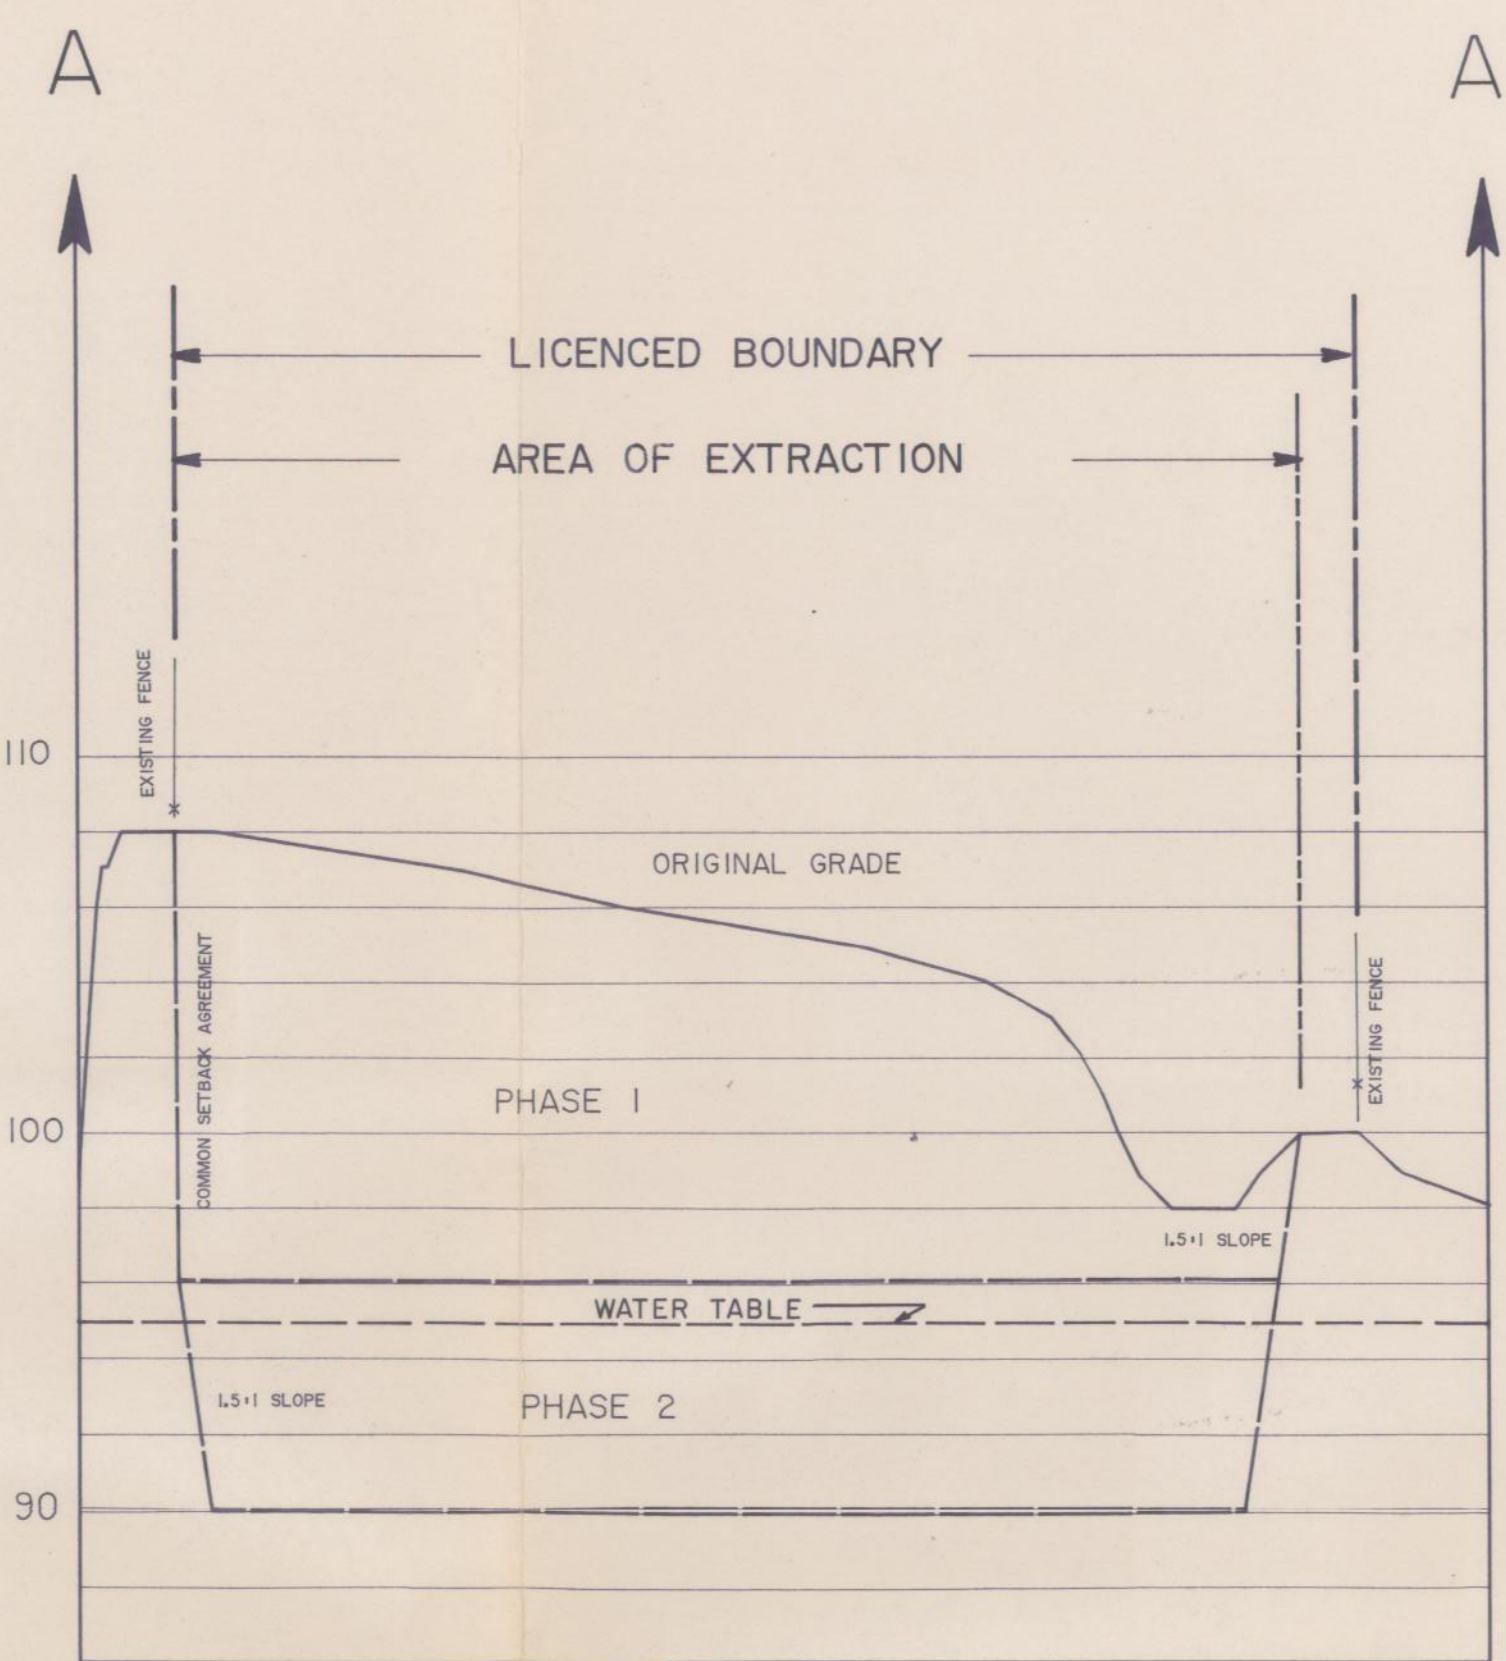 A
A
LICENCED BOUNDARY
AREA OF EXTRACTION
EXISTING FENCE
110
ORIGINAL GRADE
COMMON SETBACK AGREEMENT
EXISTING FENCE
PHASE 1
100
1.5:1 SLOPE
WATER TABLE
1.5:1 SLOPE
PHASE 2
90